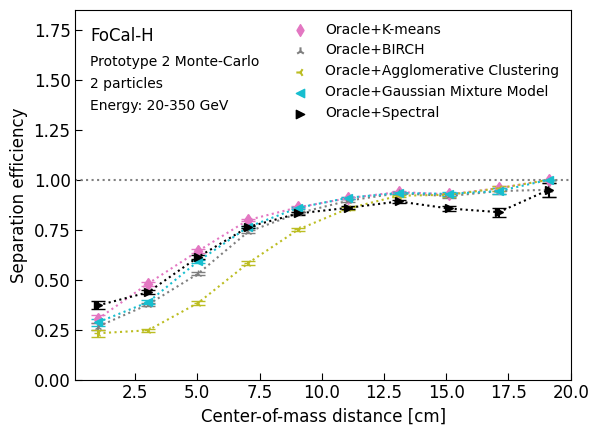 FoCal-H
Prototype 2 Monte-Carlo
2 particles
Energy: 20-350 GeV
Oracle+K-means
Oracle+BIRCH
Oracle+Agglomerative Clustering
Oracle+Gaussian Mixture Model
Oracle+Spectral
Separation efficiency
1.75
1.50
1.25
1.00
0.75
0.50
0.25
0.00
2.5 5.0 7.5 10.0 12.5 15.0 17.5 20.0
Center-of-mass distance [cm]